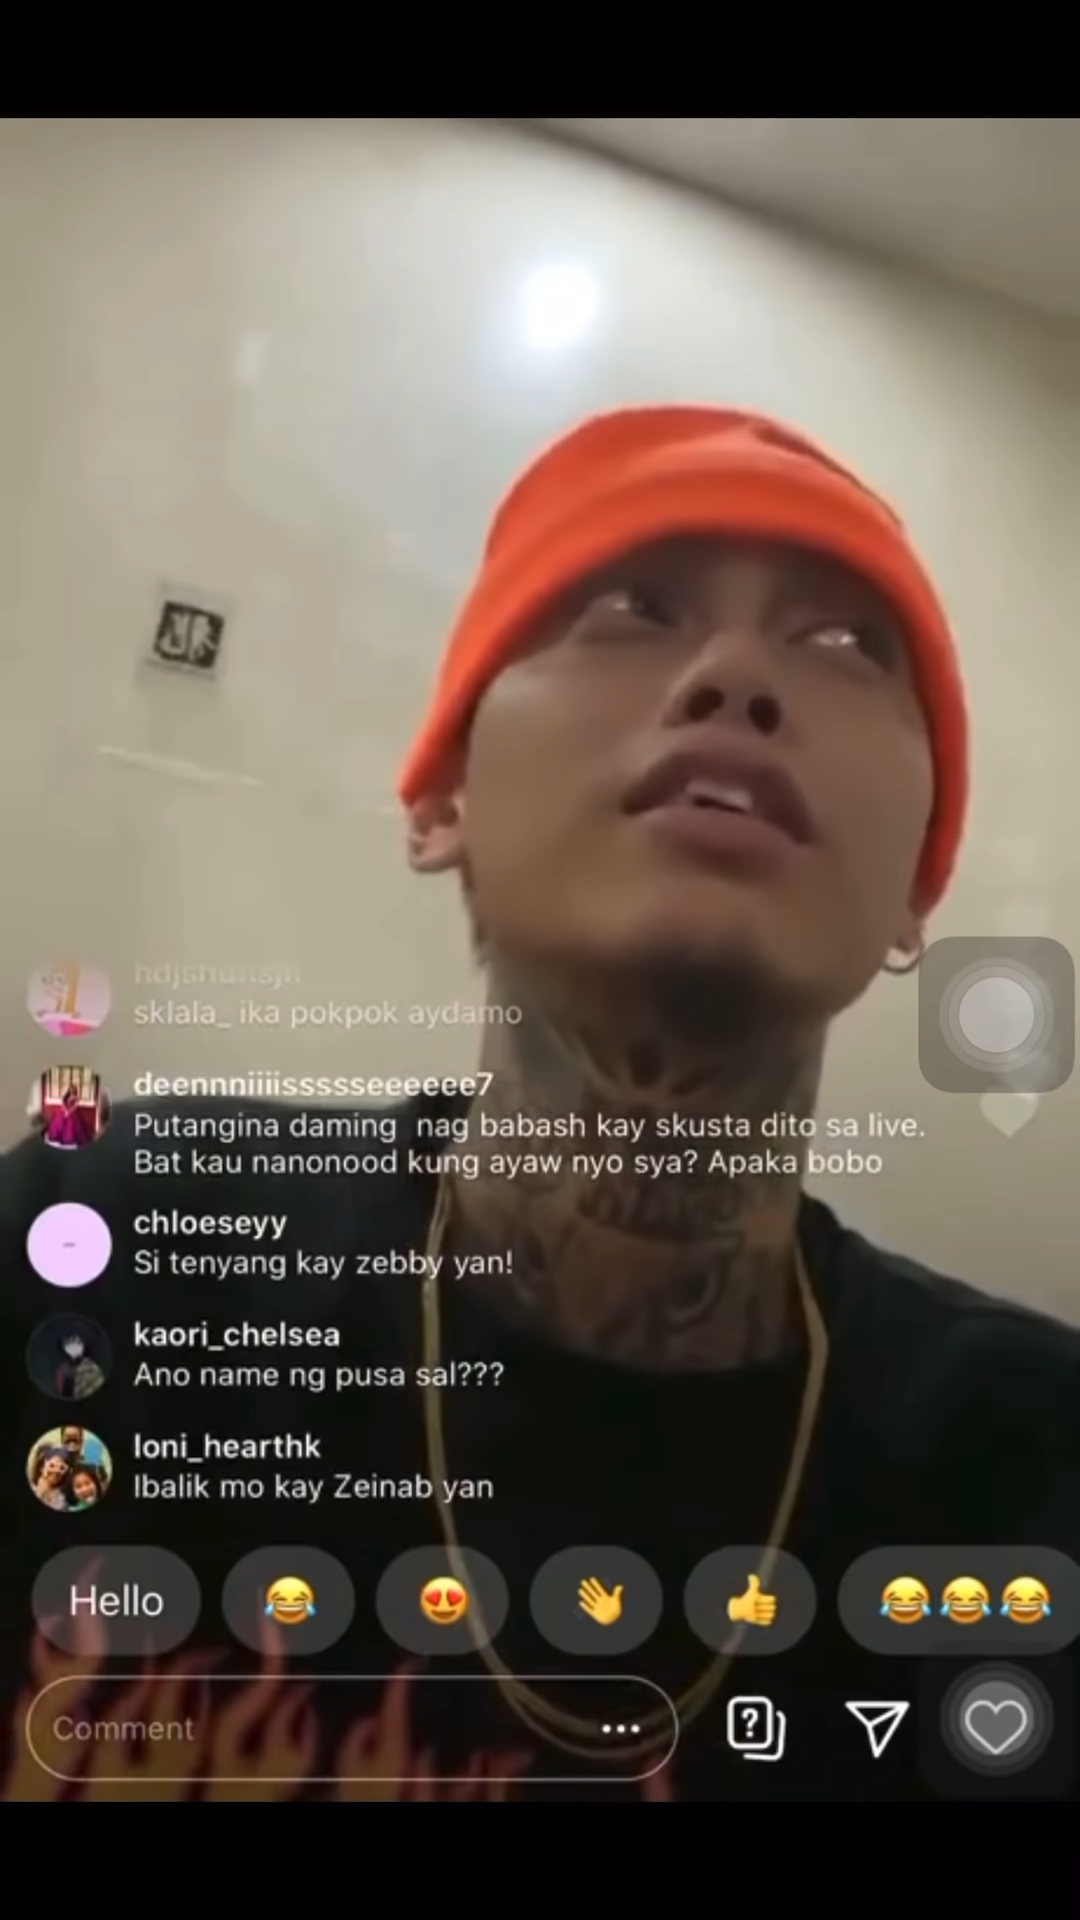 sklala_ ika pokpok aydamo
deennniiiisssssseeeeee7
Putangina daming nag babash kay skusta dito sa live.
Bat kau nanonood kung ayaw nyo sya? Apaka bobo
chloeseyy
Si tenyang kay zebby yan!
kaori_chelsea
Ano name ng pusa sal???
loni_hearthk
Ibalik mo kay Zeinab yan
Hello
Comment